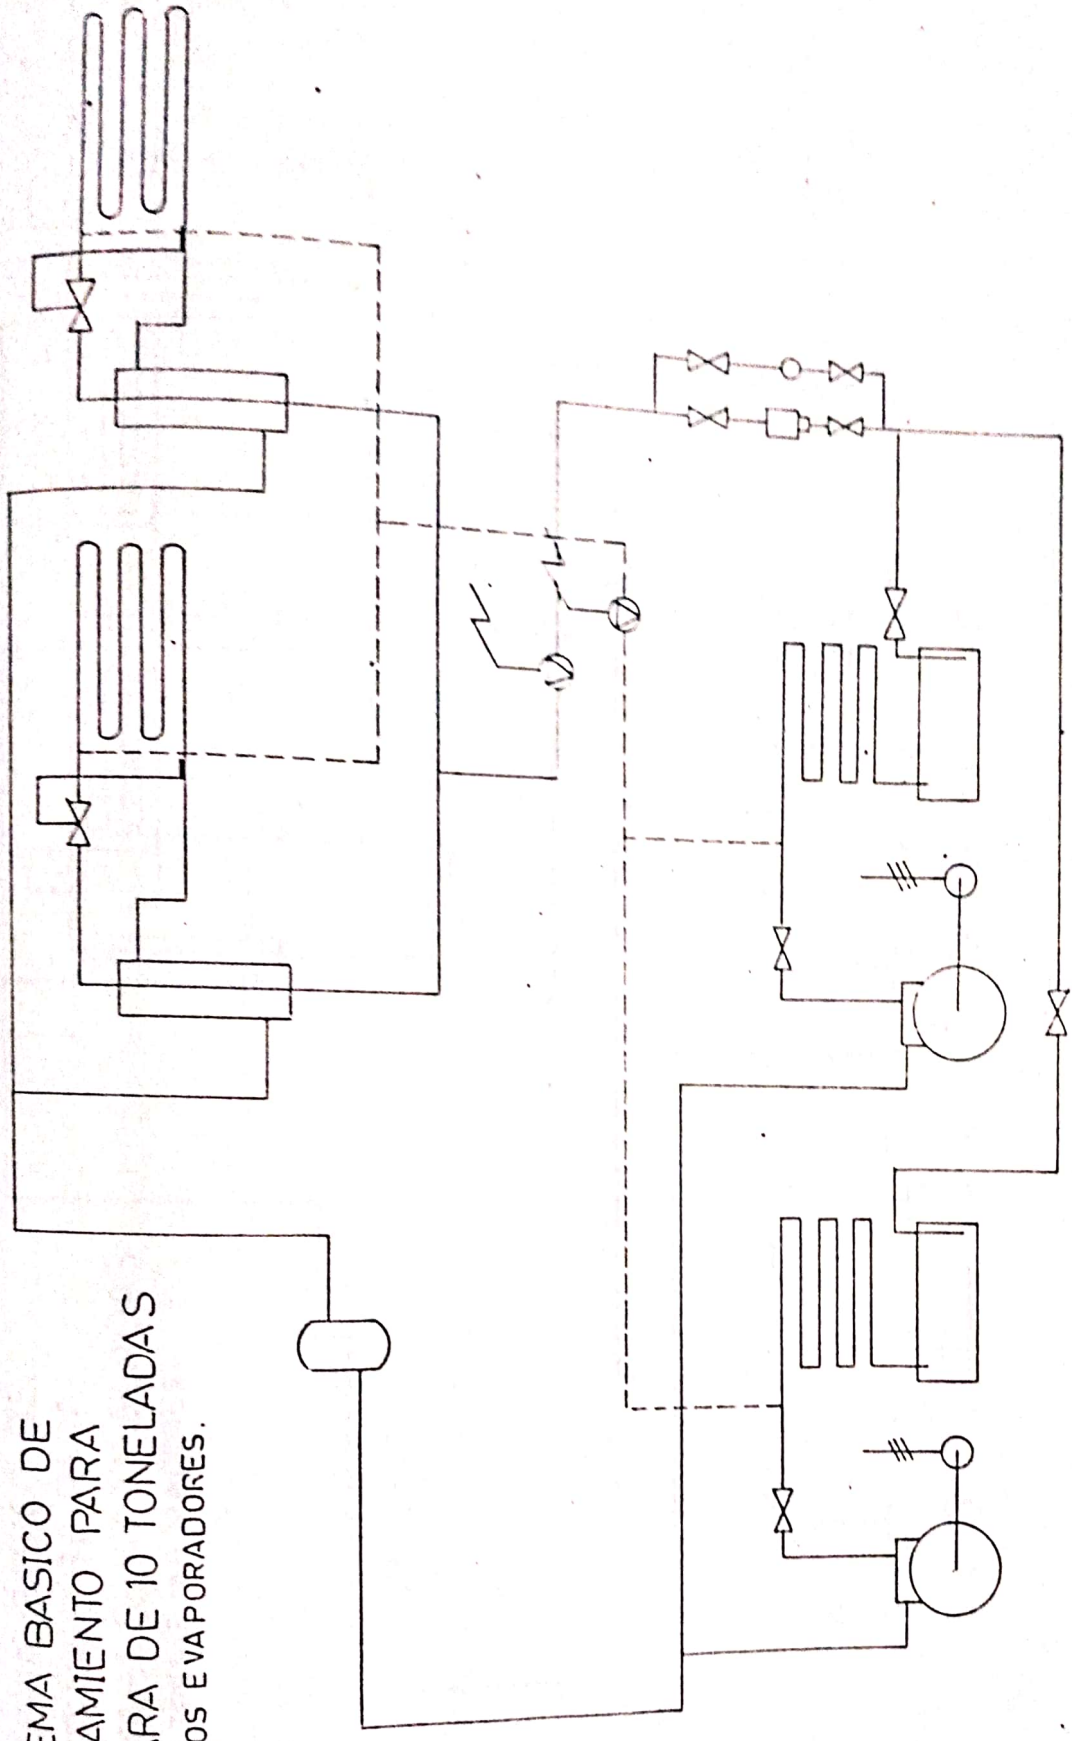 EMA BASICO DE
AMIENTO PARA
RA DE 10 TONELADAS
OS EVAPORADORES.